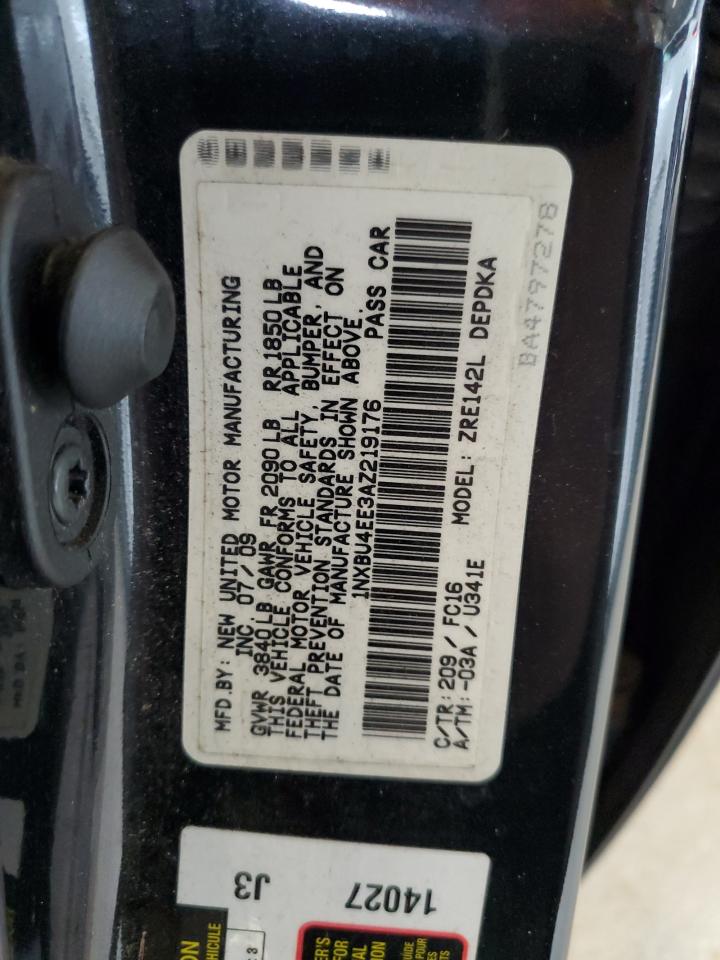 MFD.BY: NEW UNITED MOTOR MANUFACTURING
INC 07/09
GVWR 3840LB GAWR FR 2090LB RR1850LB
THIS VEHICLE CONFORMS TO ALL APPLICABLE
FEDERAL MOTOR VEHICLE SAFETY, BUMPER, AND
THEFT PREVENTION STANDARDS IN EFFECT ON
THE DATE OF MANUFACTURE SHOWN ABOVE.
1NXBU4EE3AZ219176 PASS CAR
C/TR: 209/FC16 MODEL: ZRE142L DEPDKA
A/TM: -03A/U341E
BA4797278
J3
14027